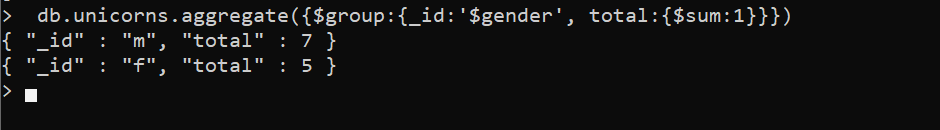 > db.unicorns.aggregate({$group:{_id:'$gender', total:{$sum:1}}})
{ "_id" : "m", "total" : 7 }
{ "_id" : "f", "total" : 5 }
>